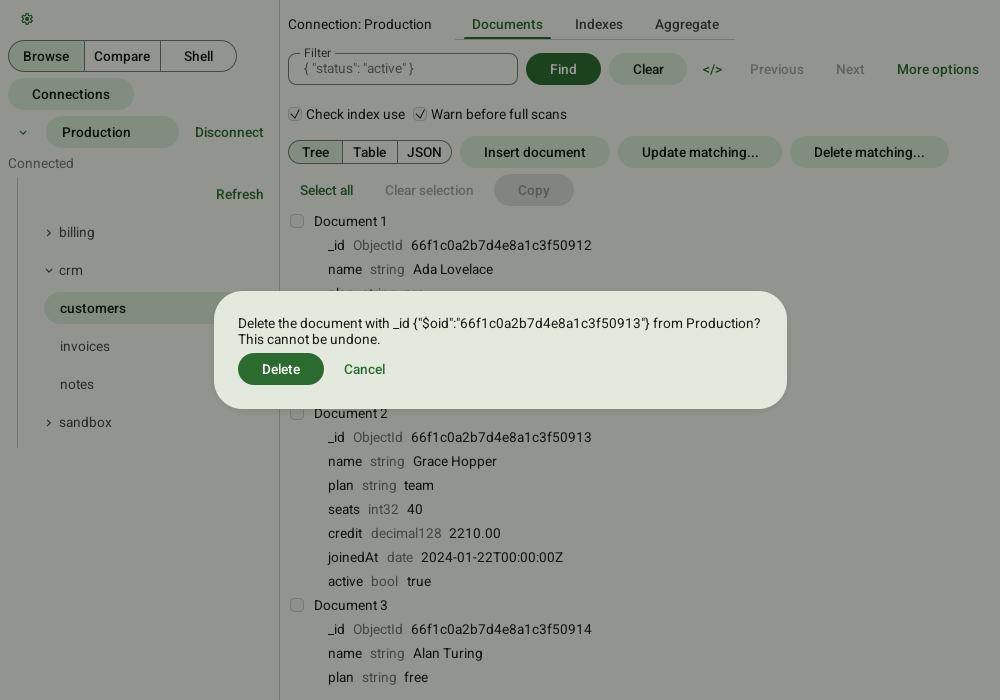 Connection: Production
Documents
Indexes
Aggregate
Browse
Compare
Shell
Filter
{ "status": "active" }
Find
Clear
</>
Previous
Next
More options
Connections
Check index use
Warn before full scans
Production
Disconnect
Connected
Tree
Table
JSON
Insert document
Update matching...
Delete matching...
Refresh
Select all
Clear selection
Copy
billing
crm
customers
invoices
notes
sandbox
Document 1
_id ObjectId 66f1c0a2b7d4e8a1c3f50912
name string Ada Lovelace
Delete the document with _id {"$oid":"66f1c0a2b7d4e8a1c3f50913"} from Production?
This cannot be undone.
Delete
Cancel
Document 2
_id ObjectId 66f1c0a2b7d4e8a1c3f50913
name string Grace Hopper
plan string team
seats int32 40
credit decimal128 2210.00
joinedAt date 2024-01-22T00:00:00Z
active bool true
Document 3
_id ObjectId 66f1c0a2b7d4e8a1c3f50914
name string Alan Turing
plan string free